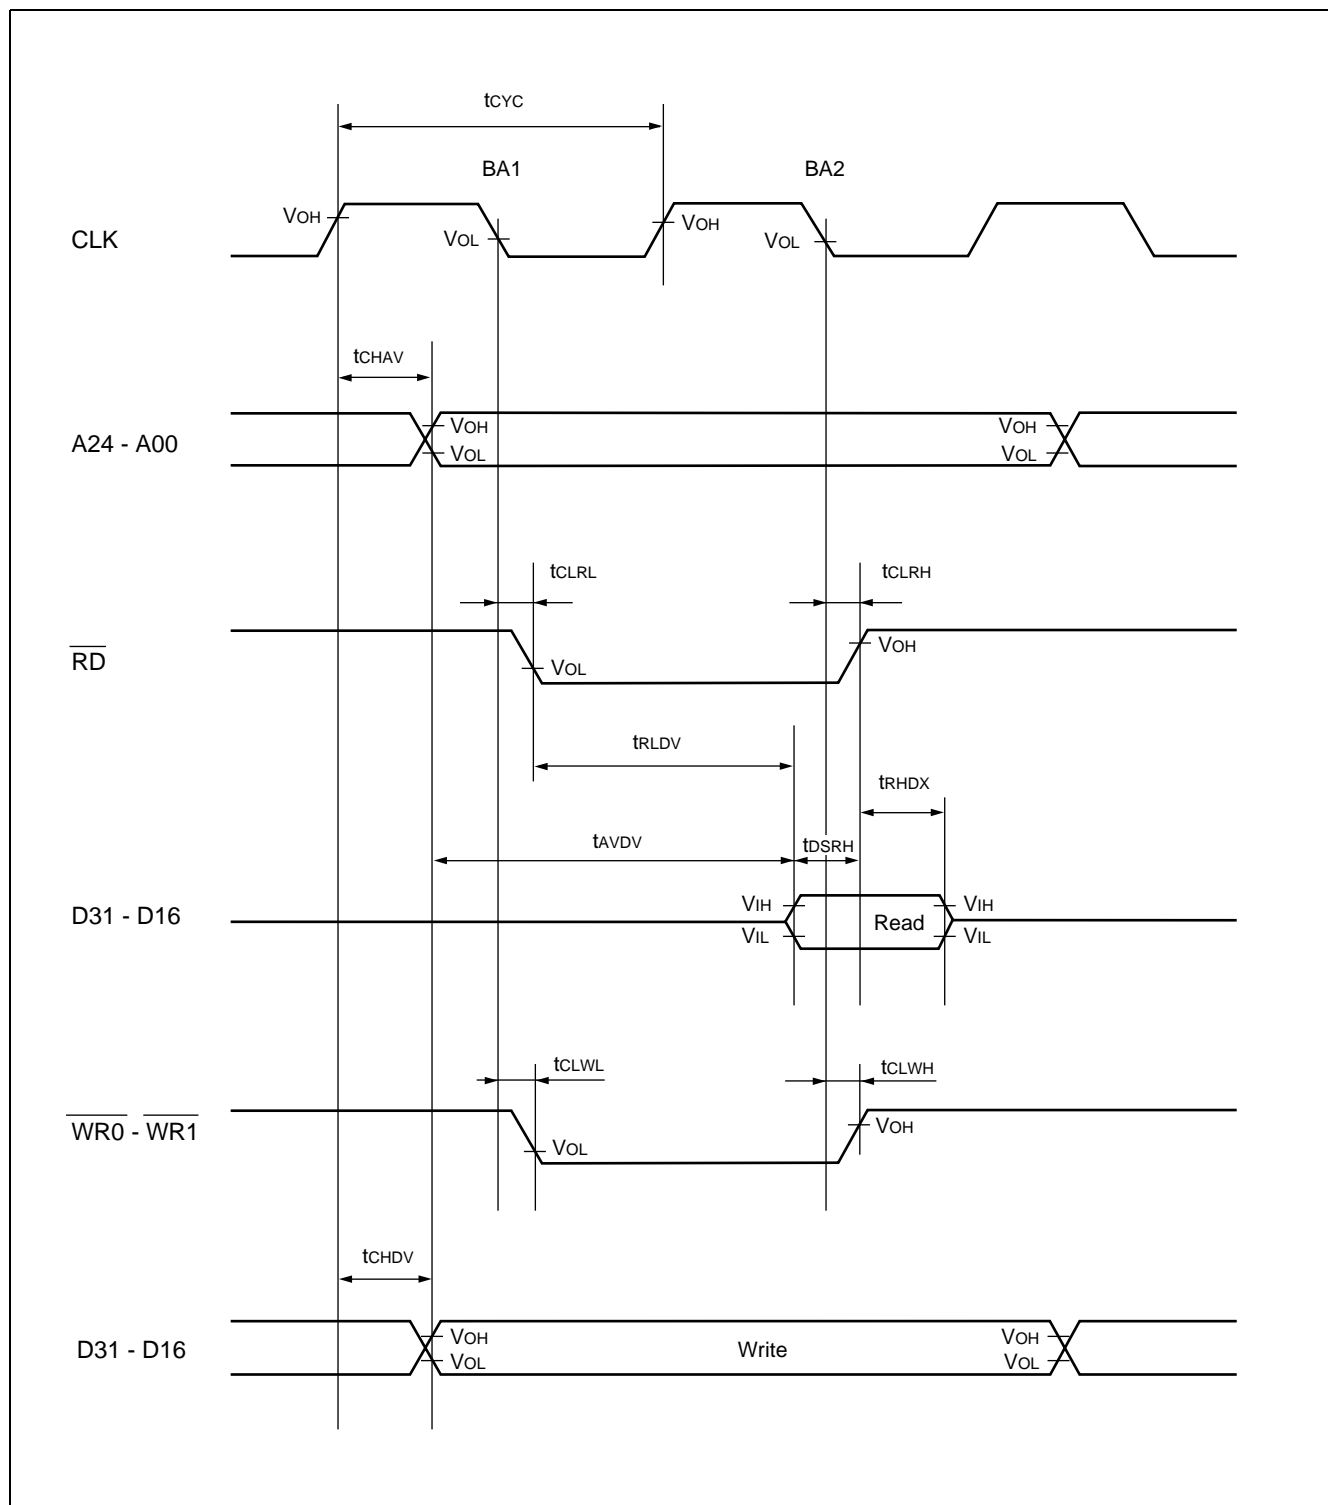 tCYC
BA1 BA2
CLK VOH VOL VOH VOL
tCHAV
A24 - A00 VOH VOL VOH VOL
tCLRL tCLRH
RD VOL VOH
tRLDV
tRHDX
tAVDV tDSRH
D31 - D16 VIH VIL Read VIH VIL
tCLWL tCLWH
WR0 - WR1 VOL VOH
tCHDV
D31 - D16 VOH VOL Write VOH VOL